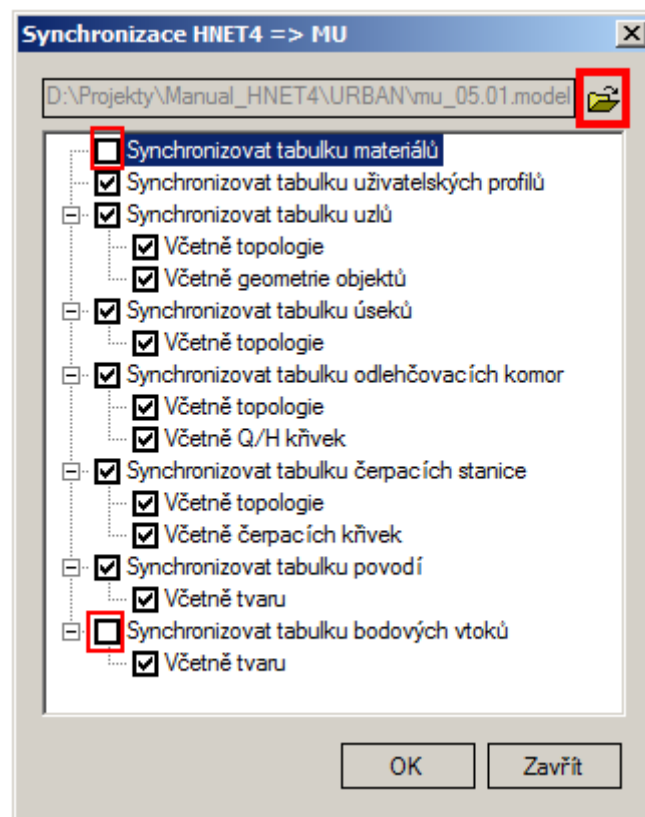 Synchronizace HNET4 => MU
D:\Projekty\Manual_HNET4\URBAN\mu_05.01.model
Synchronizovat tabulku materiálů
Synchronizovat tabulku uživatelských profilů
Synchronizovat tabulku uzlů
Včetně topologie
Včetně geometrie objektů
Synchronizovat tabulku úseků
Včetně topologie
Synchronizovat tabulku odlehčovacích komor
Včetně topologie
Včetně Q/H křivek
Synchronizovat tabulku čerpacích stanice
Včetně topologie
Včetně čerpacích křivek
Synchronizovat tabulku povodí
Včetně tvaru
Synchronizovat tabulku bodových vtoků
Včetně tvaru
OK Zavřít